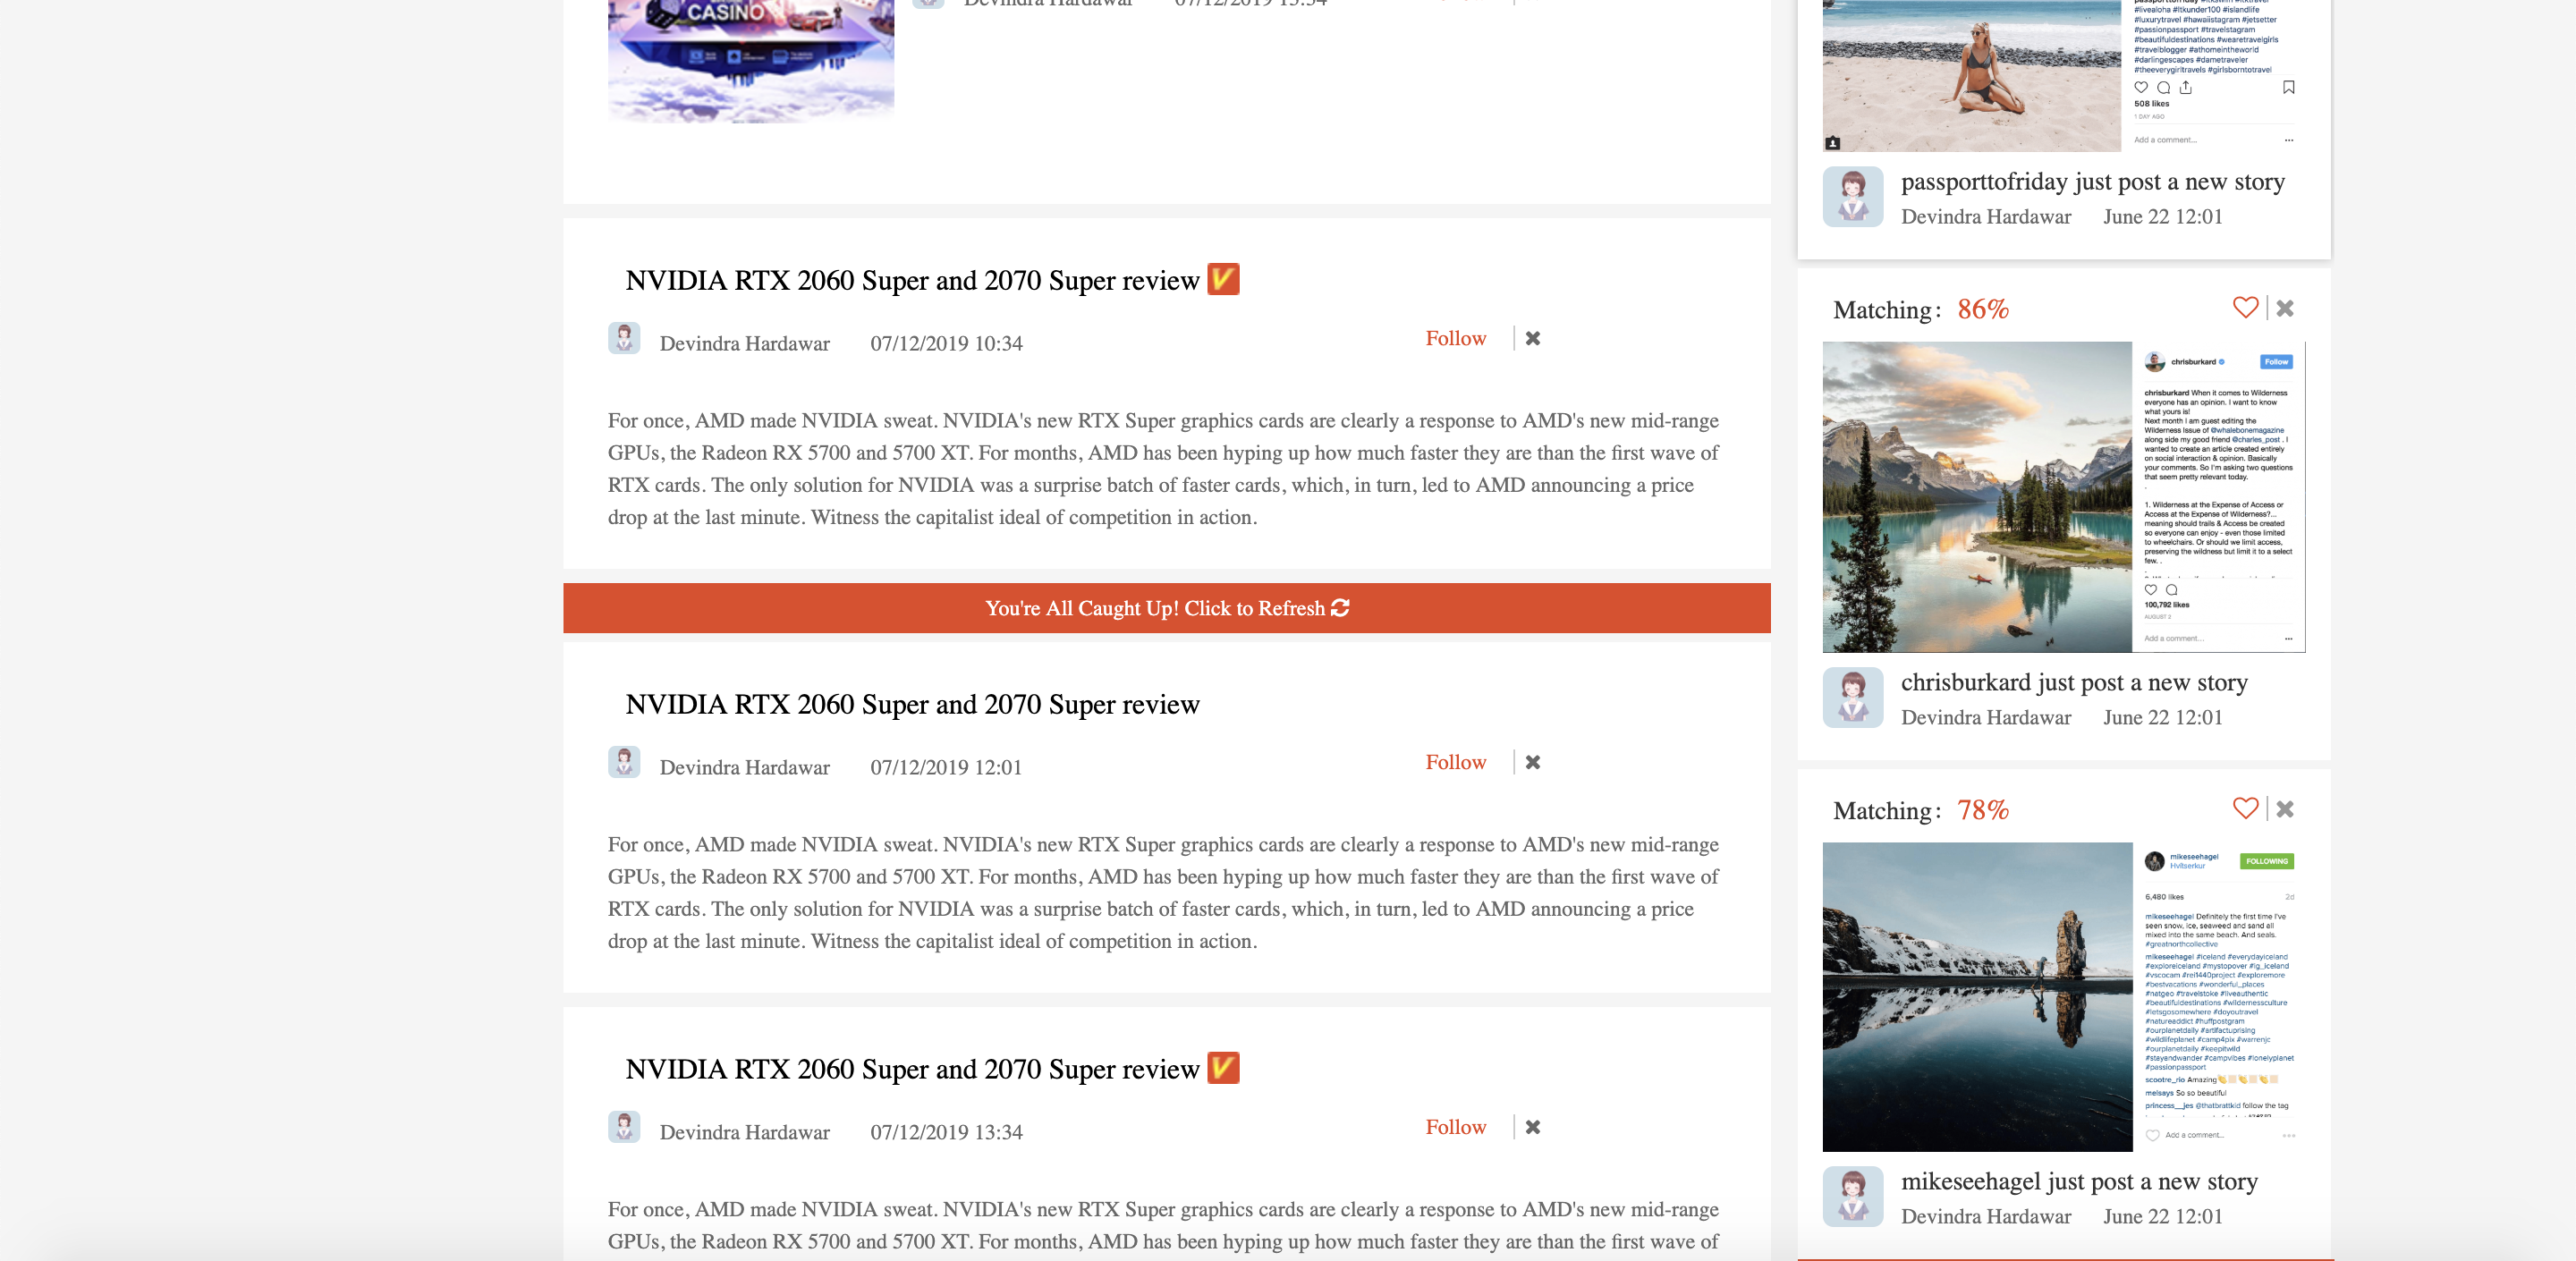 CASINO
NVIDIA RTX 2060 Super and 2070 Super review V
Devindra Hardawar 07/12/2019 10:34 Follow
For once, AMD made NVIDIA sweat. NVIDIA's new RTX Super graphics cards are clearly a response to AMD's new mid-range
GPUs, the Radeon RX 5700 and 5700 XT. For months, AMD has been hyping up how much faster they are than the first wave of
RTX cards. The only solution for NVIDIA was a surprise batch of faster cards, which, in turn, led to AMD announcing a price
drop at the last minute. Witness the capitalist ideal of competition in action.
You're All Caught Up! Click to Refresh
NVIDIA RTX 2060 Super and 2070 Super review
Devindra Hardawar 07/12/2019 12:01 Follow
For once, AMD made NVIDIA sweat. NVIDIA's new RTX Super graphics cards are clearly a response to AMD's new mid-range
GPUs, the Radeon RX 5700 and 5700 XT. For months, AMD has been hyping up how much faster they are than the first wave of
RTX cards. The only solution for NVIDIA was a surprise batch of faster cards, which, in turn, led to AMD announcing a price
drop at the last minute. Witness the capitalist ideal of competition in action.
NVIDIA RTX 2060 Super and 2070 Super review V
Devindra Hardawar 07/12/2019 13:34 Follow
For once, AMD made NVIDIA sweat. NVIDIA's new RTX Super graphics cards are clearly a response to AMD's new mid-range
GPUs, the Radeon RX 5700 and 5700 XT. For months, AMD has been hyping up how much faster they are than the first wave of
#livealoha #ltkunder100 #islandlife
#luxurytravel #hawaiistagram #jetsetter
#passionpassport #travelstagram
#beautifuldestinations #wearetravelgirls
#travelblogger #athomeintheworld
#darlingescapes #dametraveler
#theeverygirltravels #girlsborntotravel
508 likes
1 DAY AGO
Add a comment...
passporttofriday just post a new story
Devindra Hardawar June 22 12:01
Matching: 86%
chrisburkard Follow
chrisburkard When it comes to Wilderness
everyone has an opinion. I want to know
what yours is!
Next month I am guest editing the
Wilderness Issue of @whalebonemagazine
along side my good friend @charles_post . I
wanted to create an article created entirely
on social interaction & opinion. Basically
your comments. So I'm asking two questions
that seem pretty relevant today.
.
1. Wilderness at the Expense of Access or
Access at the Expense of Wilderness?...
meaning should trails & Access be created
so everyone can enjoy - even those limited
to wheelchairs. Or should we limit access,
preserving the wildness but limit it to a select
few. .
100,792 likes
AUGUST 2
Add a comment...
chrisburkard just post a new story
Devindra Hardawar June 22 12:01
Matching: 78%
mikeseehagel FOLLOWING
Hvítserkur
6,480 likes 2d
mikeseehagel Definitely the first time I've
seen snow, ice, seaweed and sand all
mixed into the same beach. And seals.
#greatnorthcollective
mikeseehagel #iceland #everydayiceland
#exploreiceland #mystopover #ig_iceland
#vscocam #rei1440project #exploremore
#bestvacations #wonderful_places
#natgeo #travelstoke #liveauthentic
#beautifuldestinations #wildernessculture
#letsgosomewhere #doyoutravel
#natureaddict #huffpostgram
#ourplanetdaily #artifactuprising
#wildlifeplanet #camp4pix #warrenjc
#ourplanetdaily #keepitwild
#stayandwander #campvibes #lonelyplanet
#passionpassport
scootre_rio Amazing
melsays So so beautiful
princess__jes @thatbrattkid follow the tag
Add a comment...
mikeseehagel just post a new story
Devindra Hardawar June 22 12:01